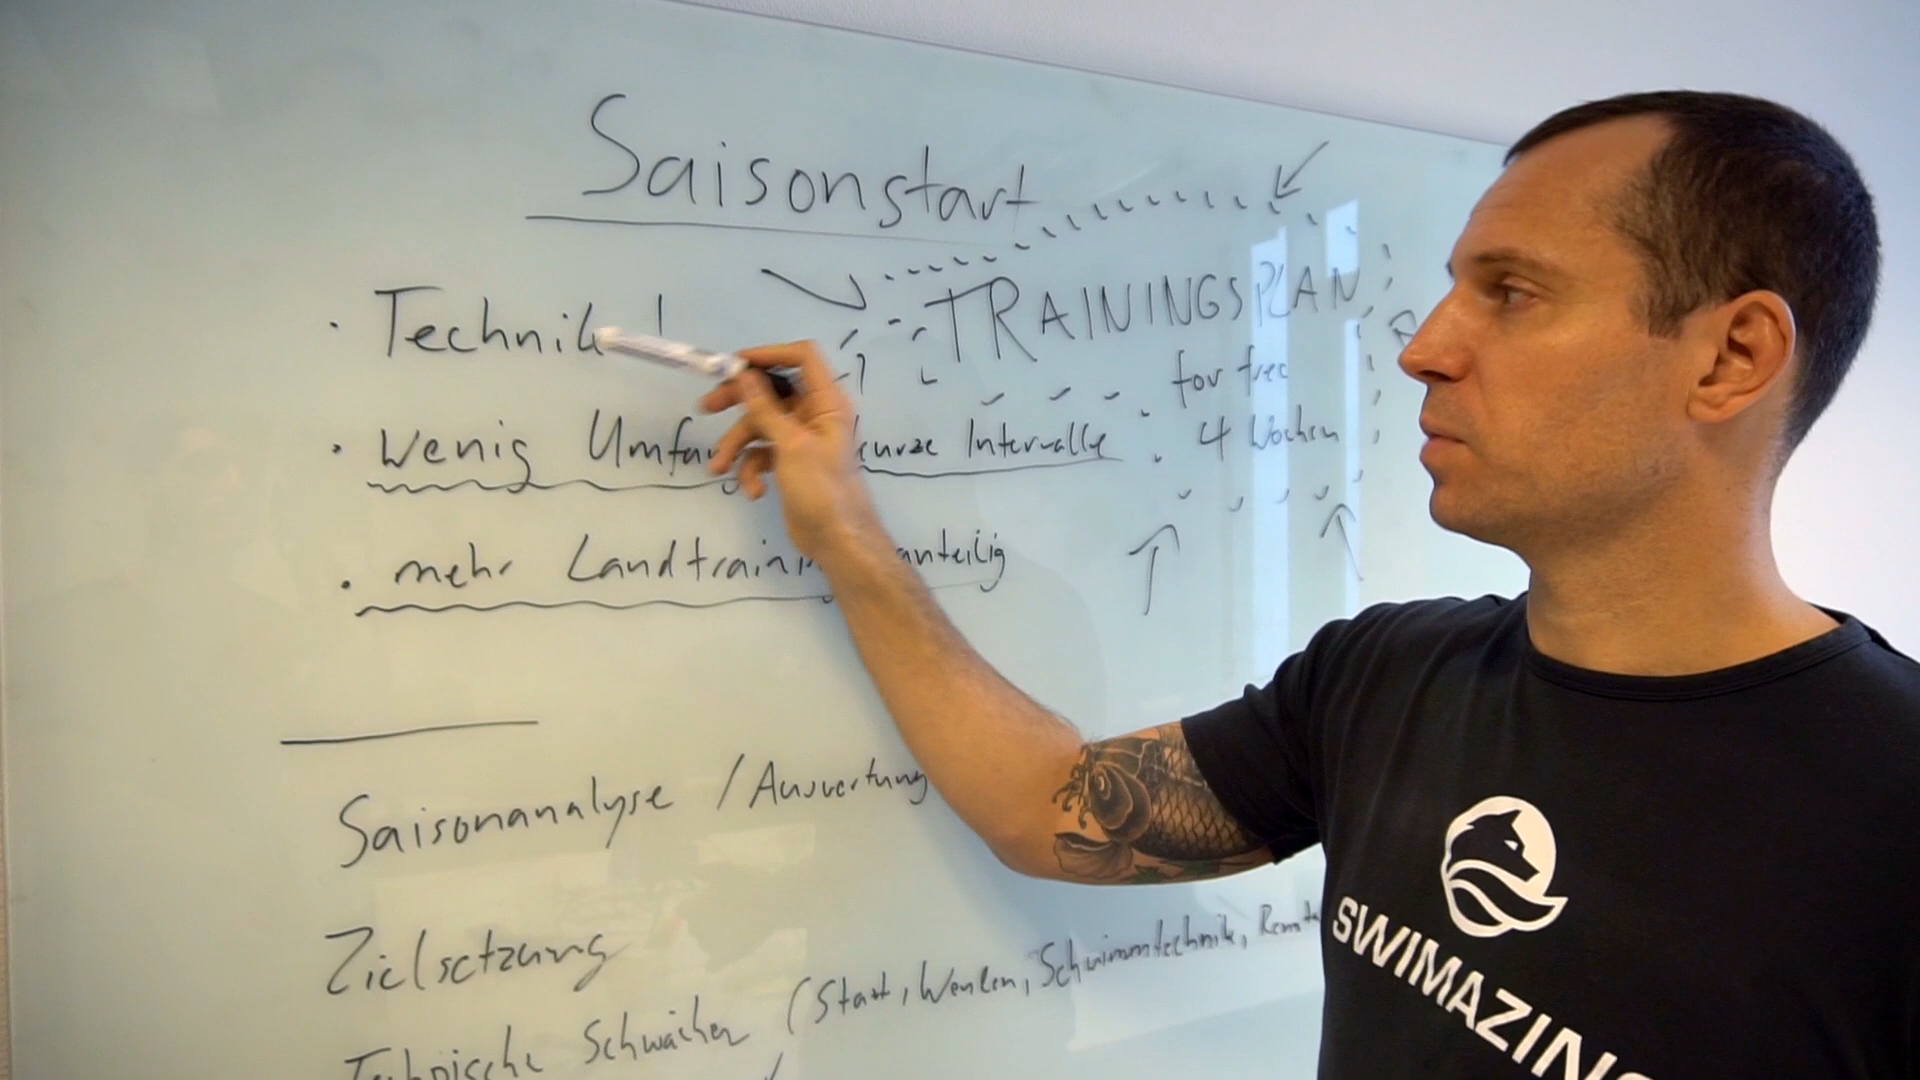 Saisonstart
· Technik!
TRAININGSPLAN
for free
4 Wochen
· Wenig Umfang kurze Intervalle
· mehr Landtraining anteilig
Saisonanalyse / Auswertung
Zielsetzung
Technische Schwächen (Start, Wenden, Schwimmtechnik,
SWIMAZING